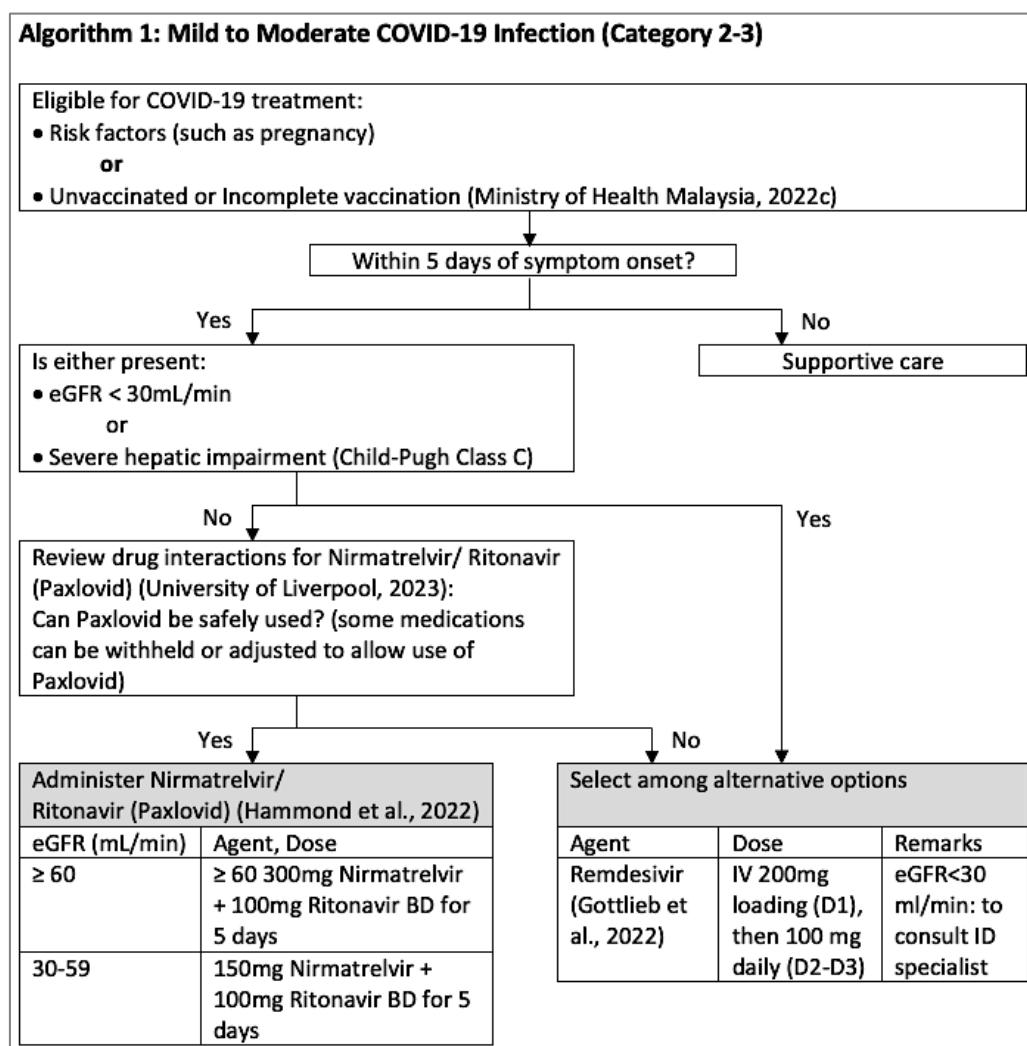 Algorithm 1: Mild to Moderate COVID-19 Infection (Category 2-3)
Eligible for COVID-19 treatment:
• Risk factors (such as pregnancy)
or
• Unvaccinated or Incomplete vaccination (Ministry of Health Malaysia, 2022c)
Within 5 days of symptom onset?
Yes
No
Is either present:
• eGFR < 30mL/min
or
• Severe hepatic impairment (Child-Pugh Class C)
Supportive care
No
Yes
Review drug interactions for Nirmatrelvir/ Ritonavir
(Paxlovid) (University of Liverpool, 2023):
Can Paxlovid be safely used? (some medications
can be withheld or adjusted to allow use of
Paxlovid)
Yes
No
Administer Nirmatrelvir/
Ritonavir (Paxlovid) (Hammond et al., 2022)
eGFR (mL/min)
Agent, Dose
≥ 60
≥ 60 300mg Nirmatrelvir
+ 100mg Ritonavir BD for
5 days
30-59
150mg Nirmatrelvir +
100mg Ritonavir BD for 5
days
Select among alternative options
Agent
Dose
Remarks
Remdesivir
(Gottlieb et
al., 2022)
IV 200mg
loading (D1),
then 100 mg
daily (D2-D3)
eGFR<30
ml/min: to
consult ID
specialist